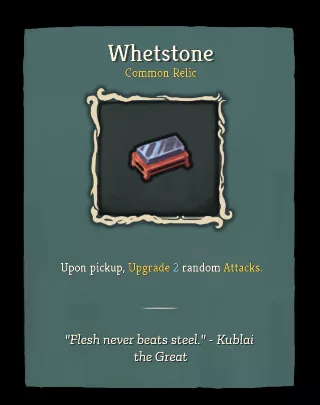 Whetstone
Common Relic
Upon pickup, Upgrade 2 random Attacks.
"Flesh never beats steel." - Kublai
the Great